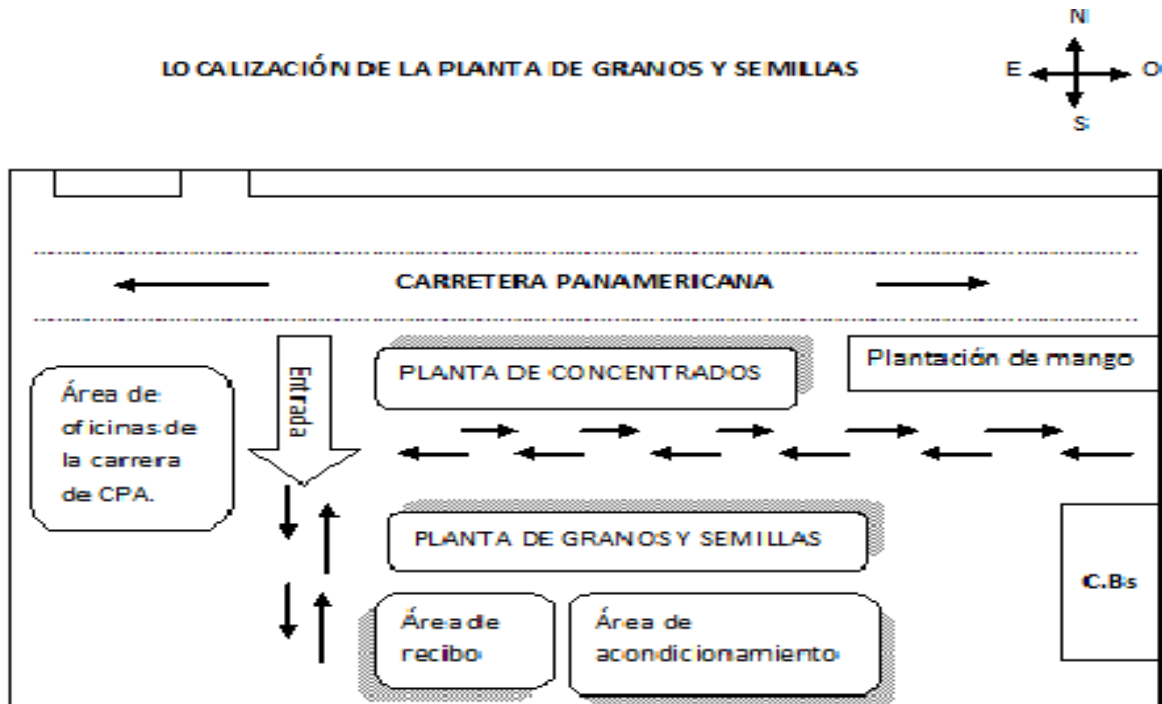 N
LOCALIZACIÓN DE LA PLANTA DE GRANOS Y SEMILLAS
E
O
S
CARRETERA PANAMERICANA
Entrada
PLANTA DE CONCENTRADOS
Plantación de mango
Área de
oficinas de
la carrera
de CPA.
PLANTA DE GRANOS Y SEMILLAS
C.Bs
Área de
recibo
Área de
acondicionamiento